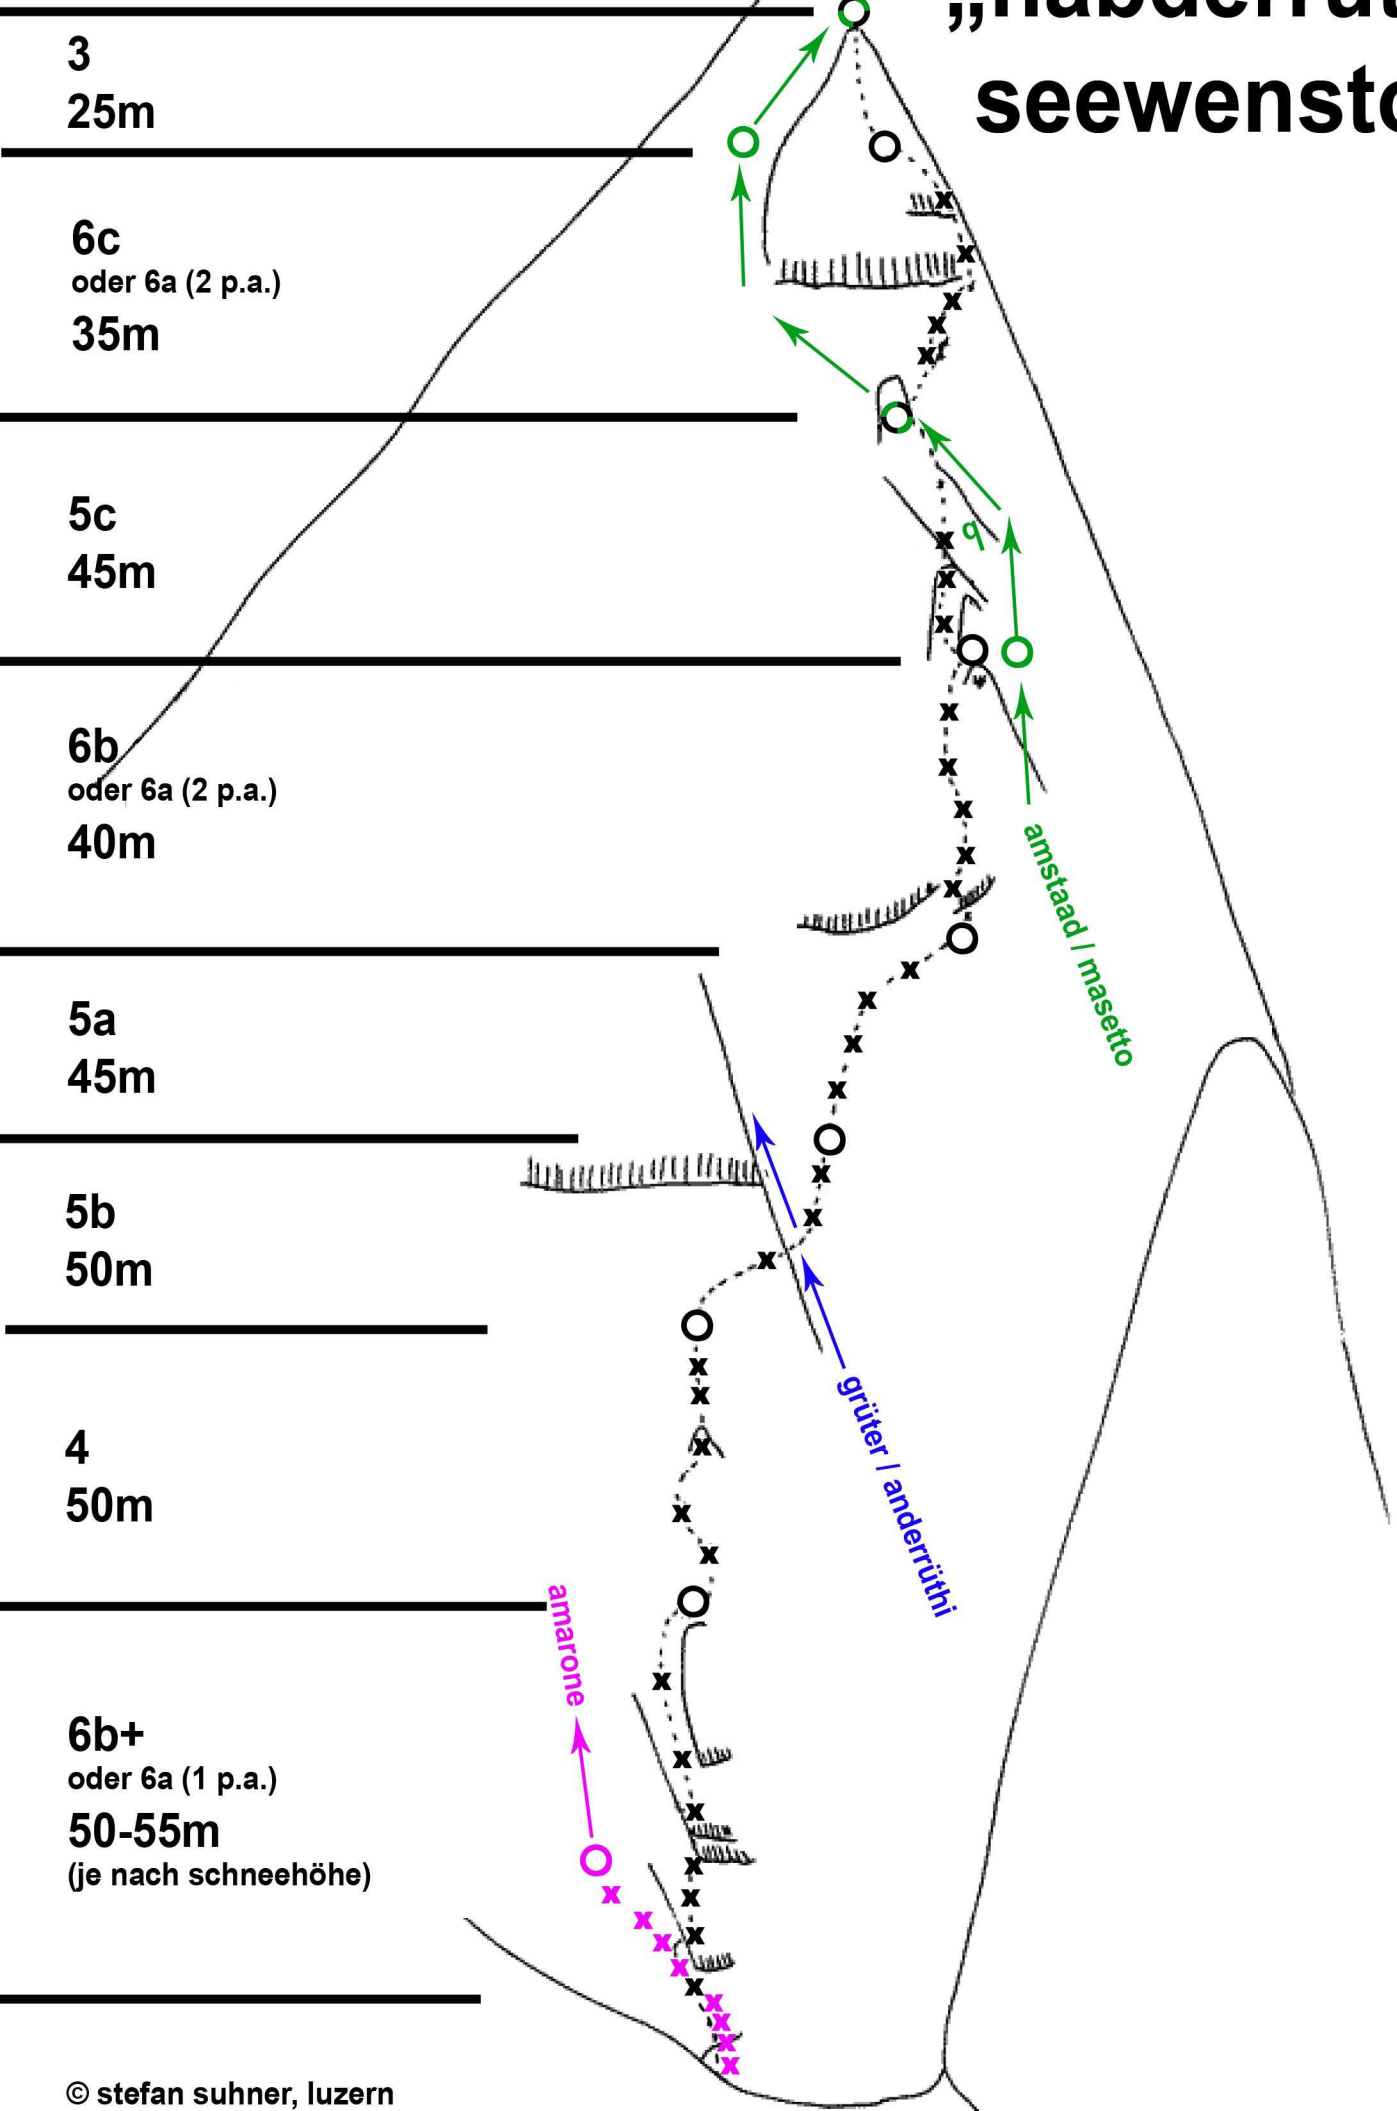 „habderrüt
seewensto
3
25m
6c
oder 6a (2 p.a.)
35m
5c
45m
6b
oder 6a (2 p.a.)
40m
amstaad / masetto
5a
45m
5b
50m
grüter / anderrüthi
4
50m
amarone
6b+
oder 6a (1 p.a.)
50-55m
(je nach schneehöhe)
© stefan suhner, luzern